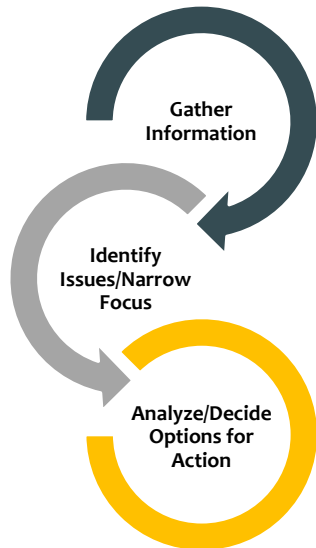 Gather
Information
Identify
Issues/Narrow
Focus
Analyze/Decide
Options for
Action